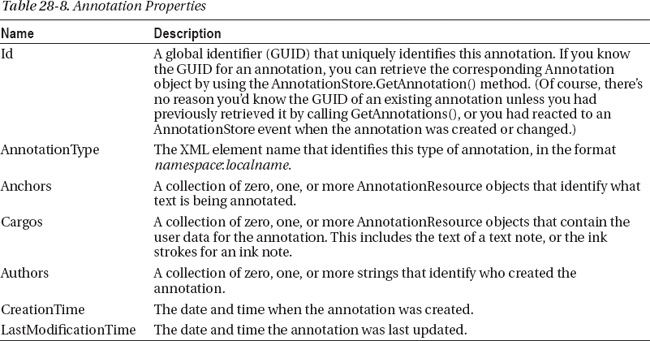 Table 28-8. Annotation Properties
Name Description
Id A global identifier (GUID) that uniquely identifies this annotation. If you know
the GUID for an annotation, you can retrieve the corresponding Annotation
object by using the AnnotationStore.GetAnnotation() method. (Of course, there's
no reason you'd know the GUID of an existing annotation unless you had
previously retrieved it by calling GetAnnotations(), or you had reacted to an
AnnotationStore event when the annotation was created or changed.)
AnnotationType The XML element name that identifies this type of annotation, in the format
namespace:localname.
Anchors A collection of zero, one, or more AnnotationResource objects that identify what
text is being annotated.
Cargos A collection of zero, one, or more AnnotationResource objects that contain the
user data for the annotation. This includes the text of a text note, or the ink
strokes for an ink note.
Authors A collection of zero, one, or more strings that identify who created the
annotation.
CreationTime The date and time when the annotation was created.
LastModificationTime The date and time the annotation was last updated.